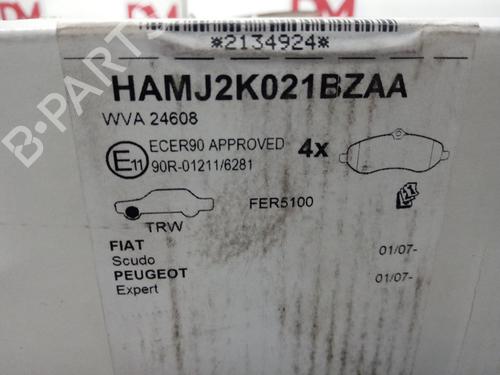 *2134924*
HAMJ2K021BZAA
WVA 24608
E11 ECER90 APPROVED 4x
90R-01211/6281
FER5100
TRW
FIAT
Scudo 01/07-
PEUGEOT
Expert 01/07-
B-PARTS